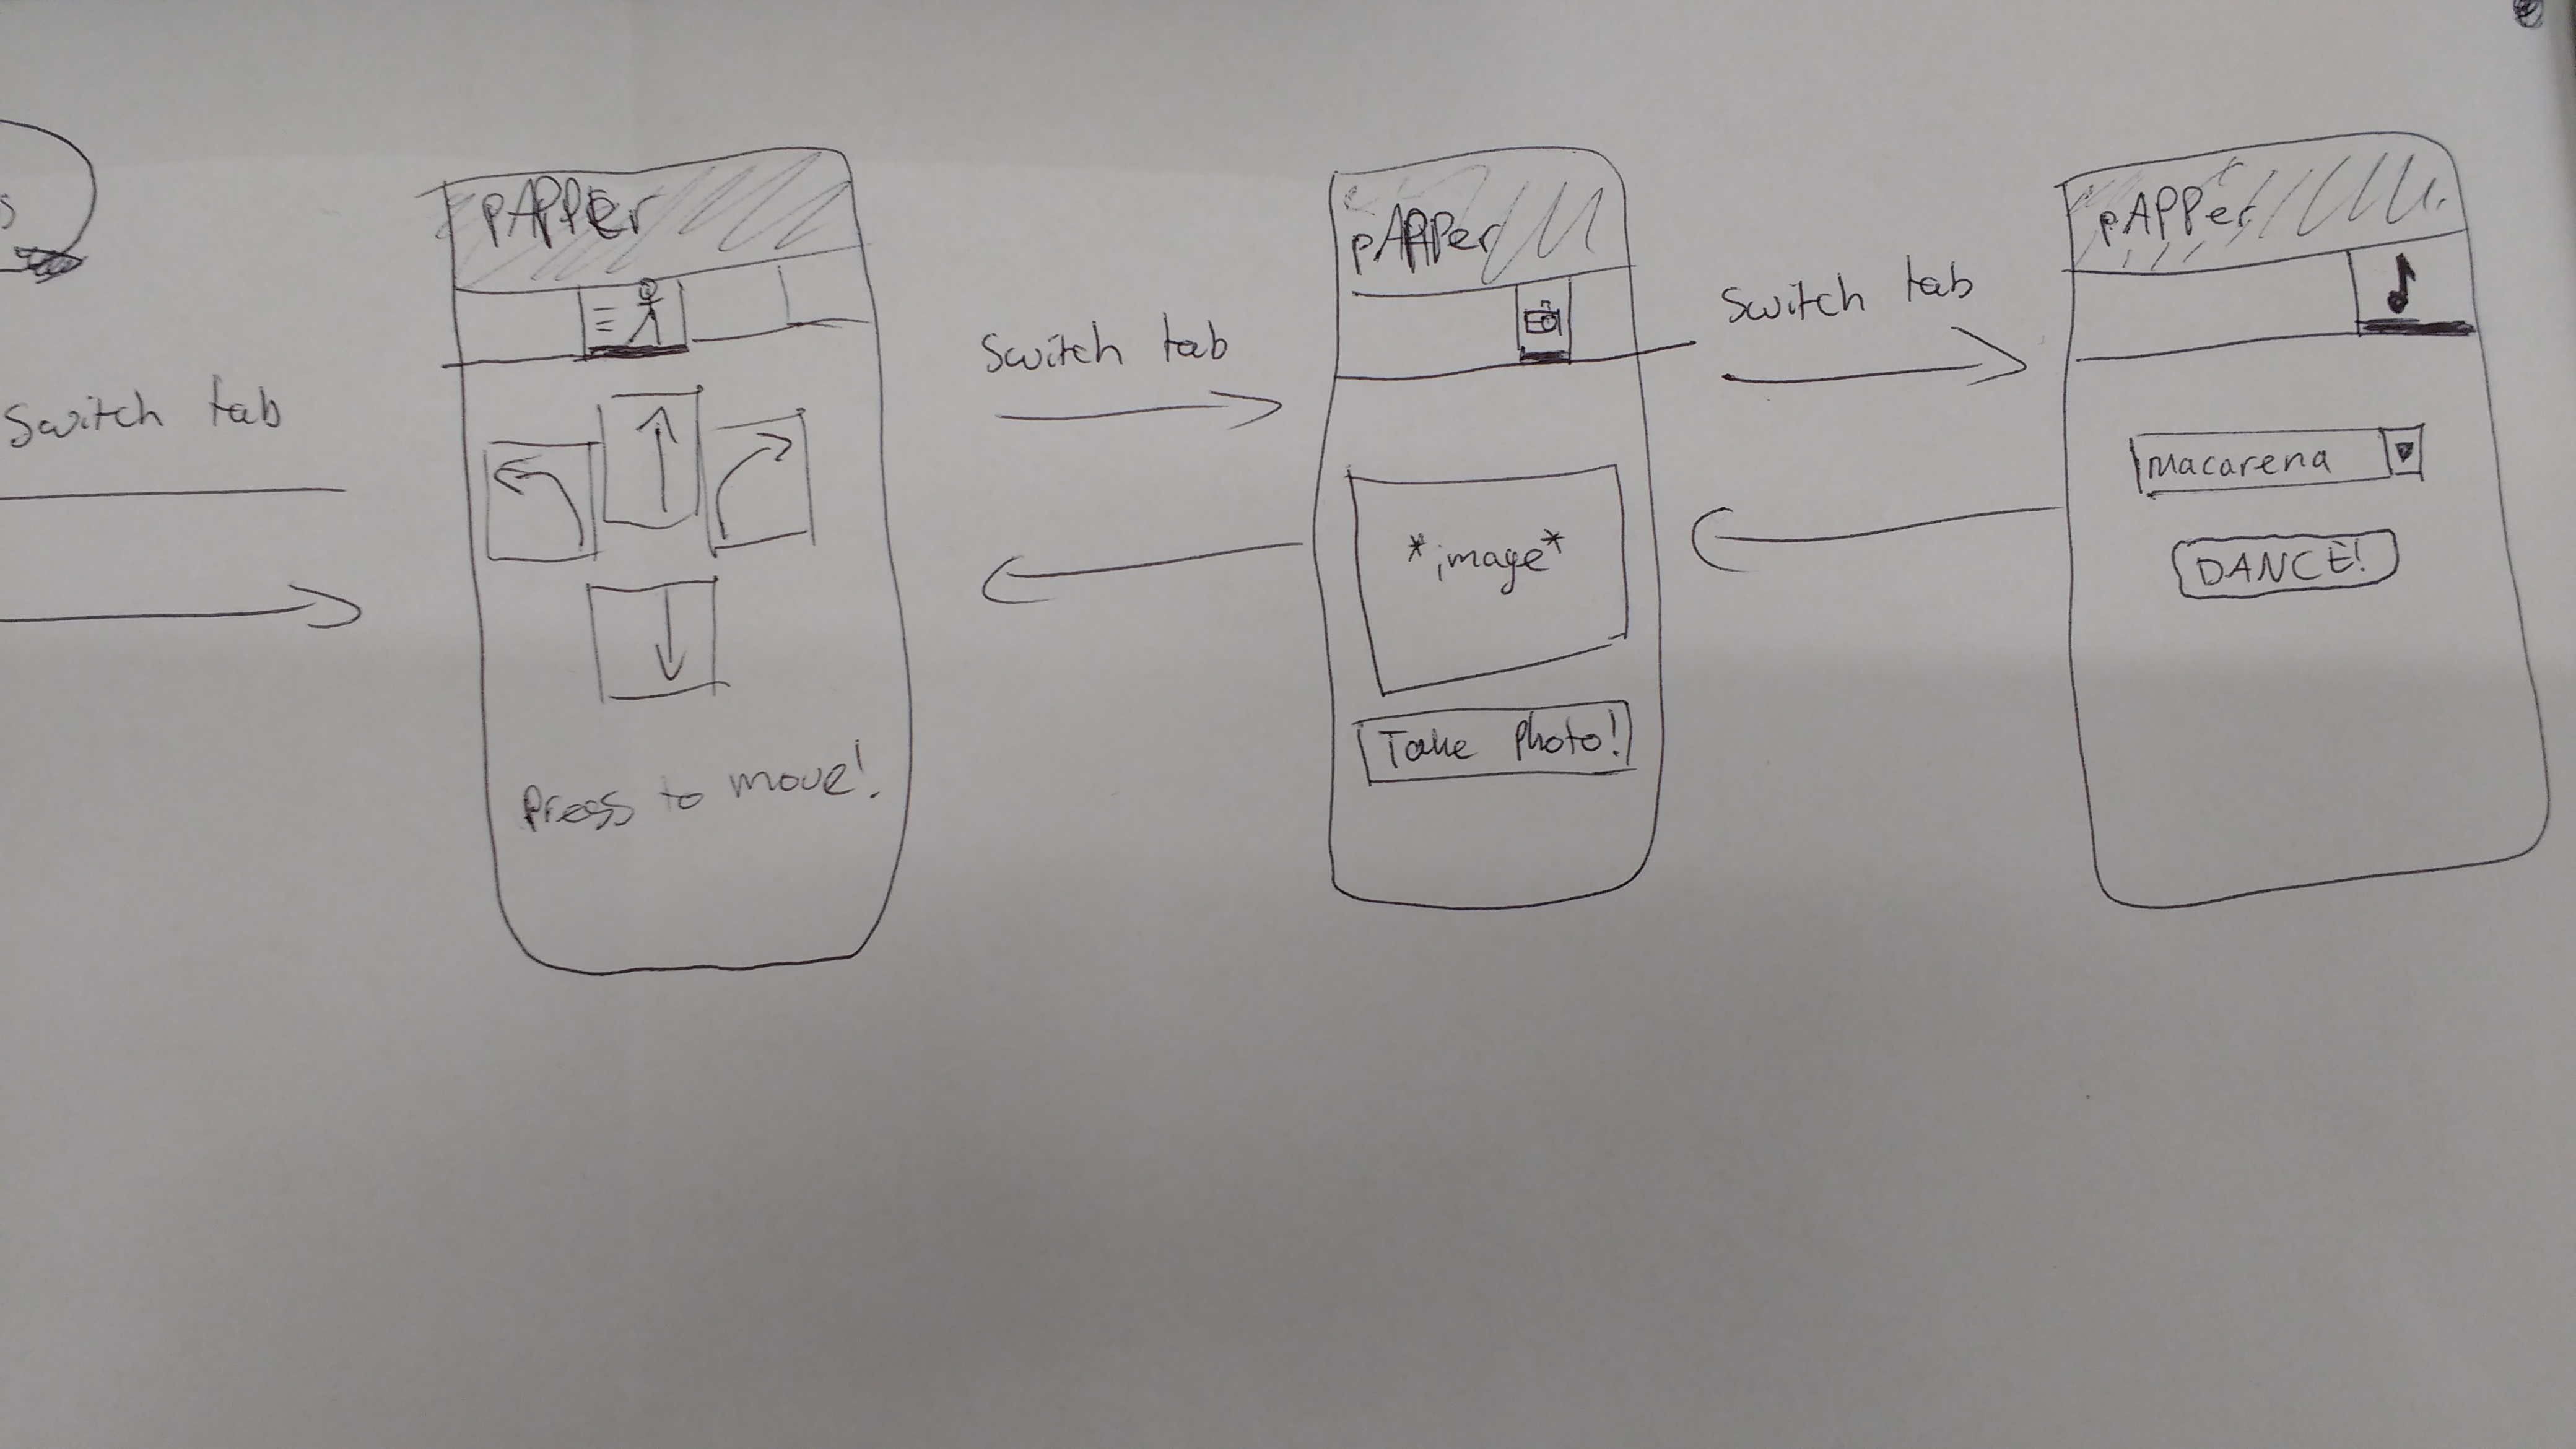 s
Switch tab
pAPPer
Press to move!
Switch tab
pAPPer
*image*
Take Photo!
Switch tab
pAPPer
Macarena
DANCE!